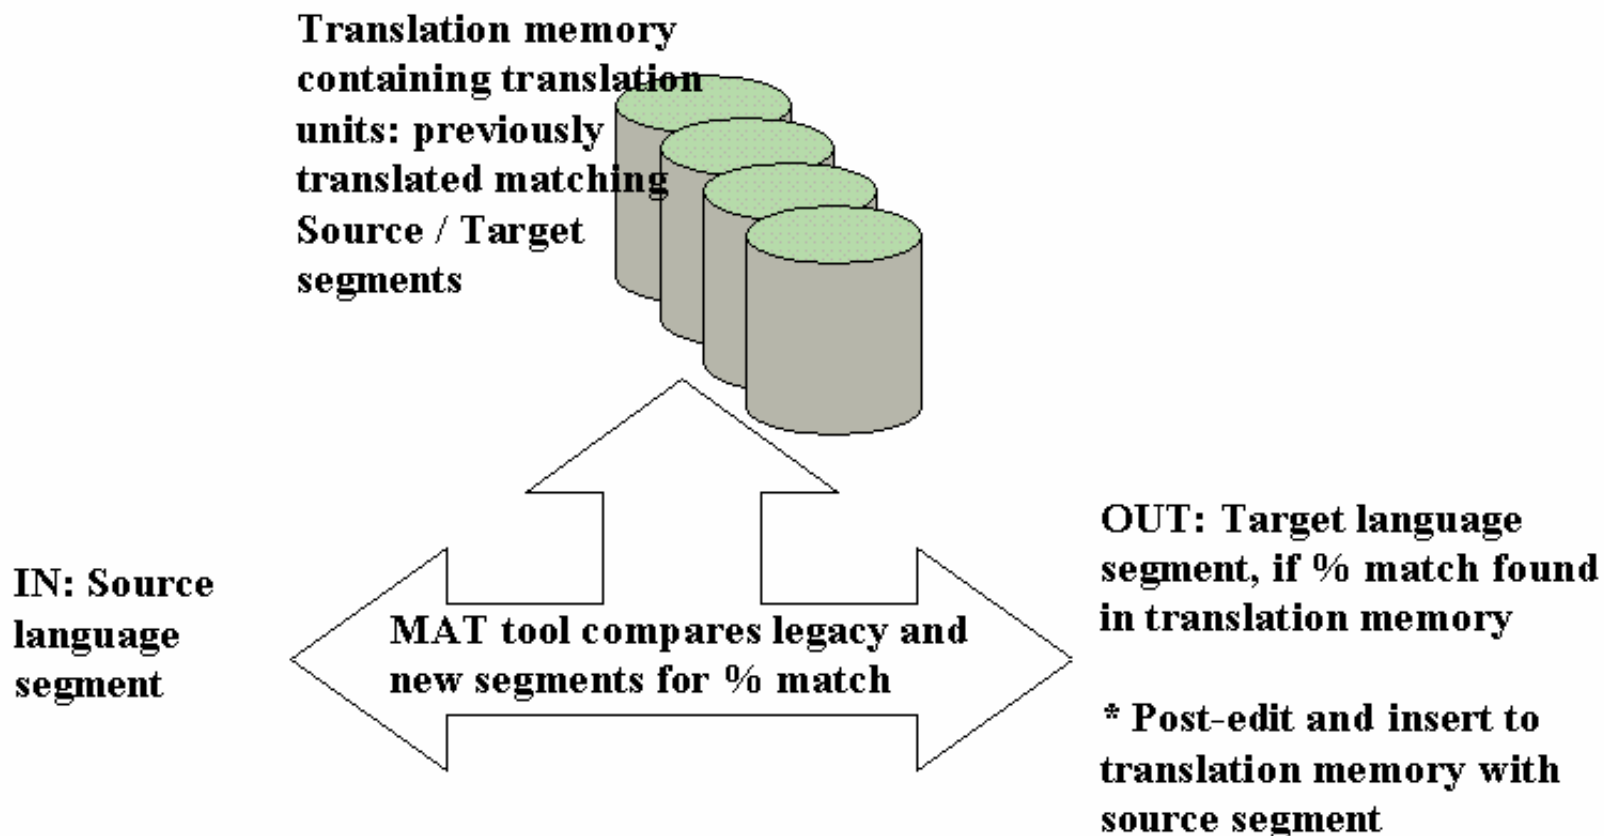 Translation memory
containing translation
units: previously
translated matching
Source / Target
segments
IN: Source
language
segment
MAT tool compares legacy and
new segments for % match
OUT: Target language
segment, if % match found
in translation memory
* Post-edit and insert to
translation memory with
source segment